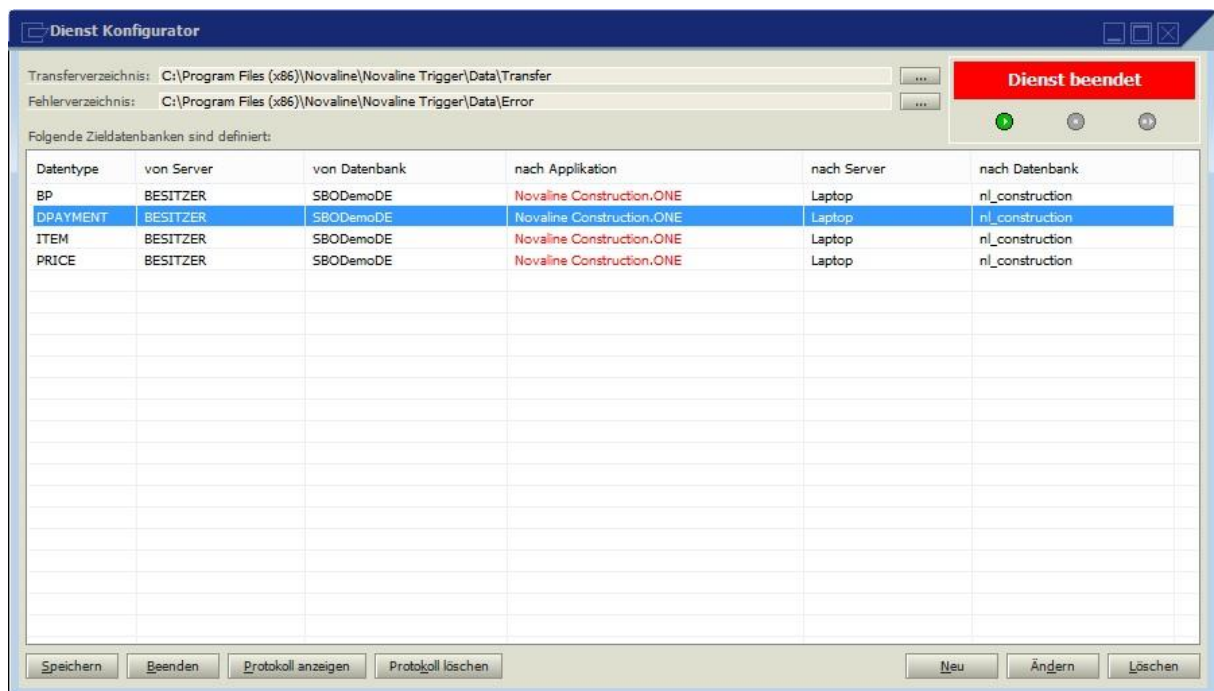 Dienst Konfigurator
Transferverzeichnis: C:\Program Files (x86)\Novaline\Novaline Trigger\Data\Transfer ...
Dienst beendet
Fehlerverzeichnis: C:\Program Files (x86)\Novaline\Novaline Trigger\Data\Error ...
Folgende Zieldatenbanken sind definiert:
Datentype von Server von Datenbank nach Applikation nach Server nach Datenbank
BP BESITZER SBODemoDE Novaline Construction.ONE Laptop nl_construction
DPAYMENT BESITZER SBODemoDE Novaline Construction.ONE Laptop nl_construction
ITEM BESITZER SBODemoDE Novaline Construction.ONE Laptop nl_construction
PRICE BESITZER SBODemoDE Novaline Construction.ONE Laptop nl_construction
Speichern Beenden Protokoll anzeigen Protokoll löschen Neu Ändern Löschen